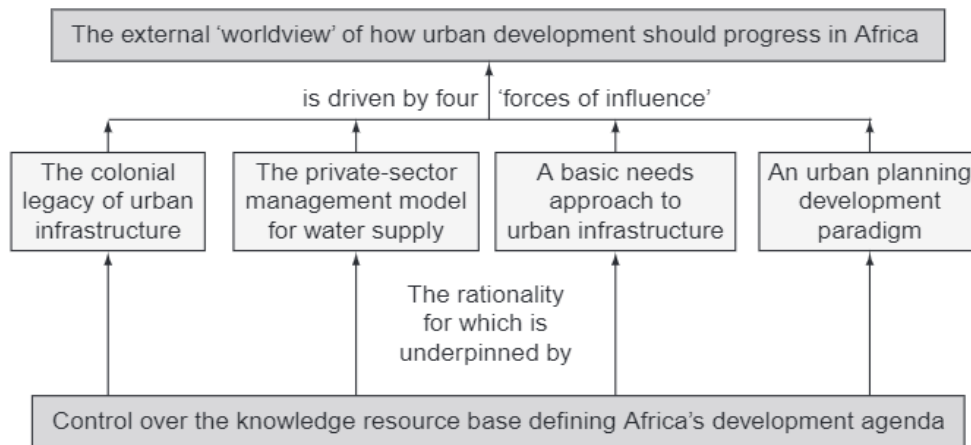 The external ‘worldview’ of how urban development should progress in Africa
is driven by four ‘forces of influence’
The colonial
legacy of urban
infrastructure
The private-sector
management model
for water supply
A basic needs
approach to
urban infrastructure
An urban planning
development
paradigm
The rationality
for which is
underpinned by
Control over the knowledge resource base defining Africa’s development agenda